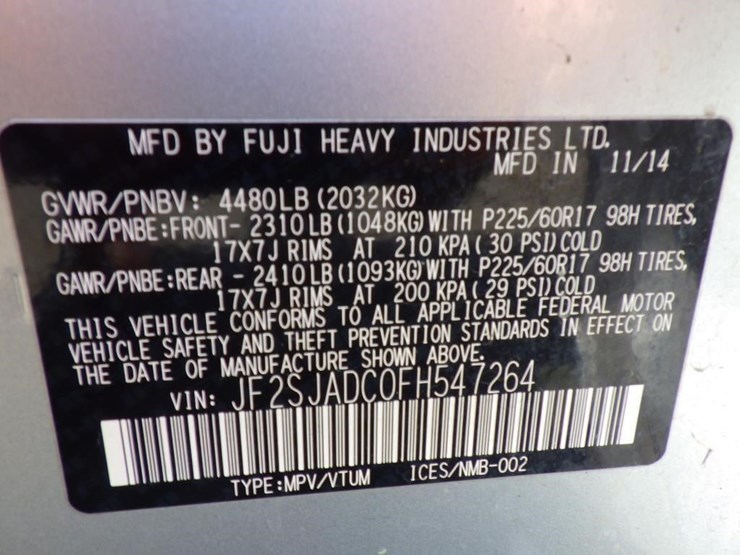 MFD BY FUJI HEAVY INDUSTRIES LTD.
MFD IN 11/14
GVWR/PNBV: 4480LB (2032KG)
GAWR/PNBE:FRONT- 2310LB (1048KG) WITH P225/60R17 98H TIRES,
17X7J RIMS AT 210 KPA ( 30 PSI) COLD
GAWR/PNBE:REAR - 2410LB (1093KG) WITH P225/60R17 98H TIRES,
17X7J RIMS AT 200 KPA ( 29 PSI) COLD
THIS VEHICLE CONFORMS TO ALL APPLICABLE FEDERAL MOTOR
VEHICLE SAFETY AND THEFT PREVENTION STANDARDS IN EFFECT ON
THE DATE OF MANUFACTURE SHOWN ABOVE.
VIN: JF2SJADC0FH547264
TYPE:MPV/VTUM ICES/NMB-002